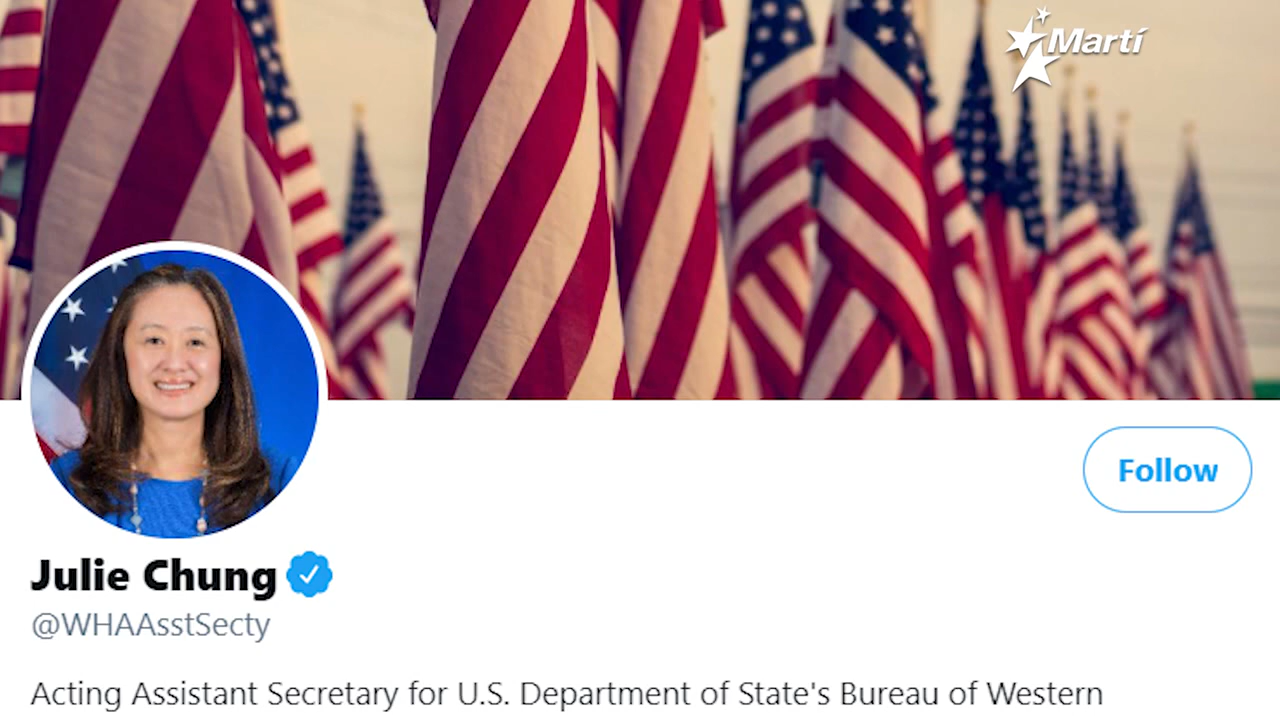 Martí
Follow
Julie Chung
@WHAAsstSecty
Acting Assistant Secretary for U.S. Department of State's Bureau of Western